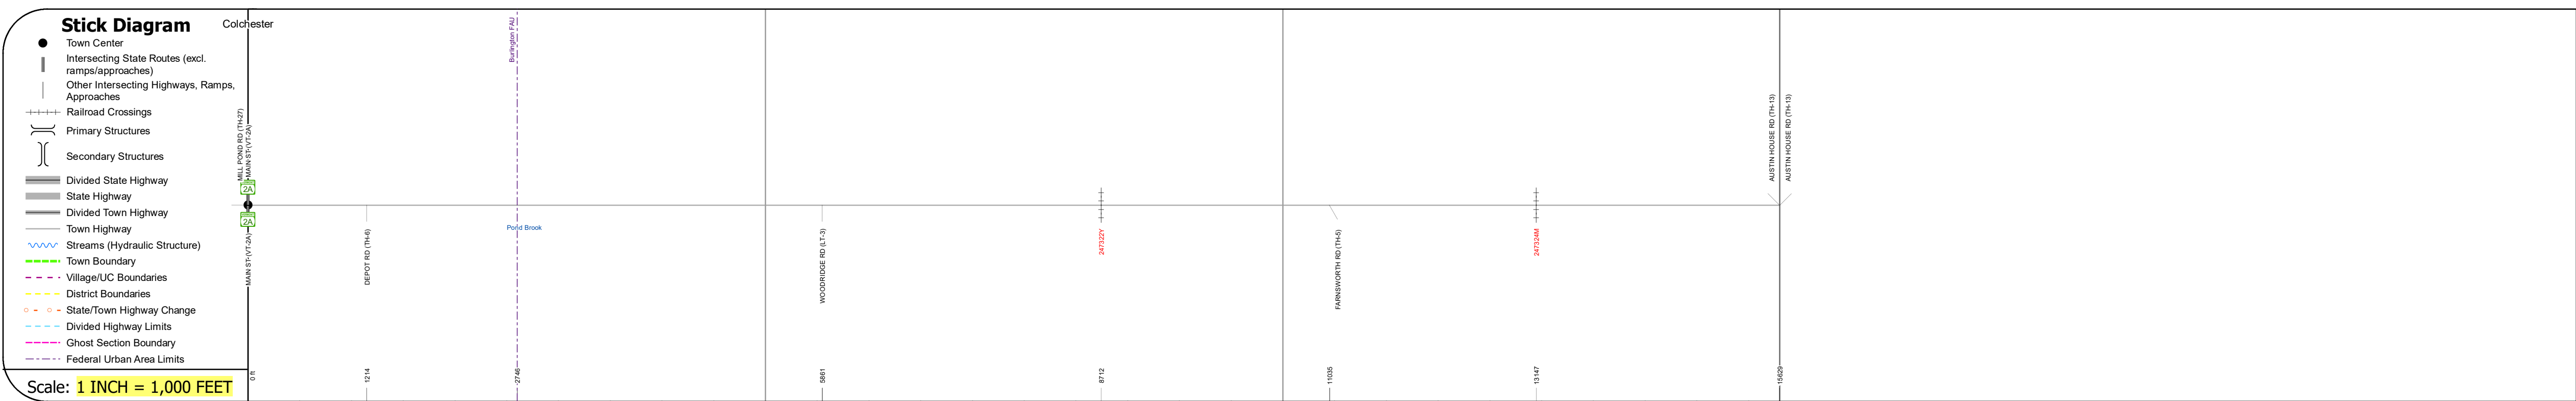 Stick Diagram
Town Center
Intersecting State Routes (excl.
ramps/approaches)
Other Intersecting Highways, Ramps,
Approaches
Railroad Crossings
Primary Structures
Secondary Structures
Divided State Highway
State Highway
Divided Town Highway
Town Highway
Streams (Hydraulic Structure)
Town Boundary
Village/UC Boundaries
District Boundaries
State/Town Highway Change
Divided Highway Limits
Ghost Section Boundary
Federal Urban Area Limits
Scale: 1 INCH = 1,000 FEET
Colchester
MILL POND RD (TH-27)
MAIN ST-(VT-2A)
2A
2A
MAIN ST-(VT-2A)
DEPOT RD (TH-6)
Burlington FAU
Pond Brook
WOODRIDGE RD (LT-3)
247322Y
FARNSWORTH RD (TH-5)
247324M
AUSTIN HOUSE RD (TH-13)
AUSTIN HOUSE RD (TH-13)
0 ft
1214
2746
5861
8712
11035
13147
15629